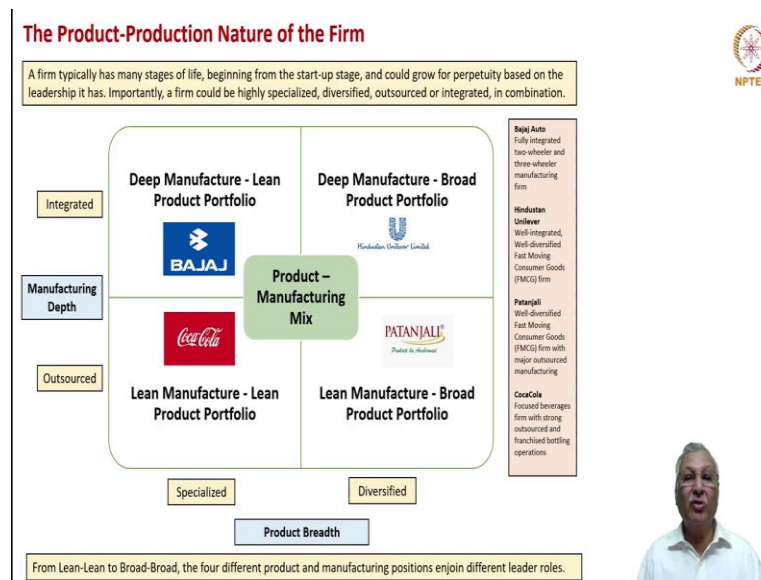 The Product-Production Nature of the Firm
NPTE
A firm typically has many stages of life, beginning from the start-up stage, and could grow for perpetuity based on the
leadership it has. Importantly, a firm could be highly specialized, diversified, outsourced or integrated, in combination.
Integrated
Manufacturing
Depth
Outsourced
Deep Manufacture - Lean
Product Portfolio
BAJAJ
Deep Manufacture - Broad
Product Portfolio
Hindustan Unilever Limited
Product –
Manufacturing
Mix
Coca-Cola
Lean Manufacture - Lean
Product Portfolio
PATANJALI
Lean Manufacture - Broad
Product Portfolio
Specialized
Diversified
Product Breadth
Bajaj Auto
Fully integrated
two-wheeler and
three-wheeler
manufacturing
firm
Hindustan
Unilever
Well-integrated,
Well-diversified
Fast Moving
Consumer Goods
(FMCG) firm
Patanjali
Well-diversified
Fast Moving
Consumer Goods
(FMCG) firm with
major outsourced
manufacturing
CocaCola
Focused beverages
firm with strong
outsourced and
franchised bottling
operations
From Lean-Lean to Broad-Broad, the four different product and manufacturing positions enjoin different leader roles.